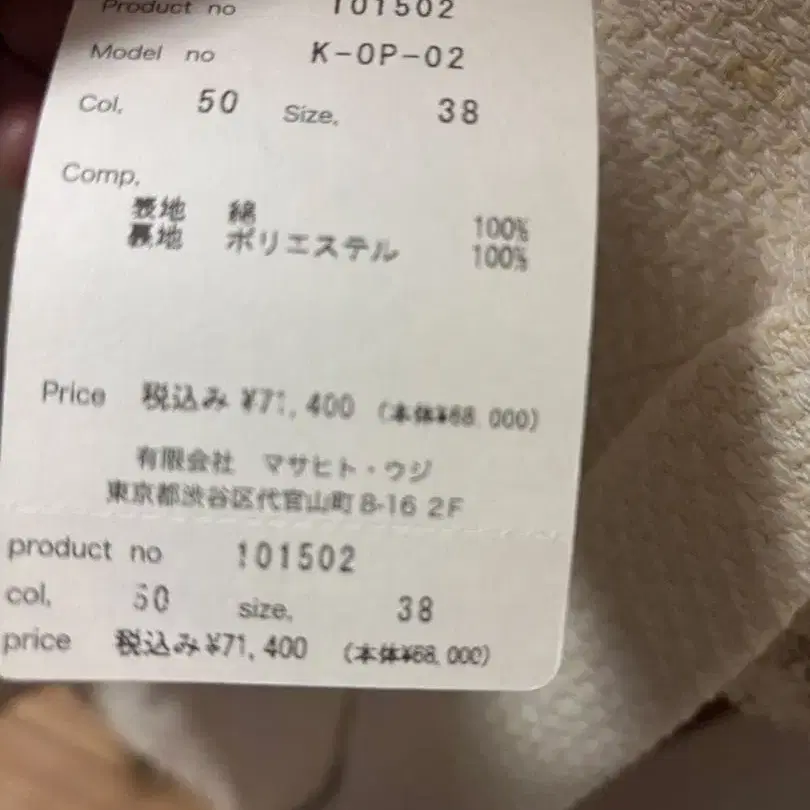 Product no 101502
Model no K-OP-02
Col. 50 Size. 38
Comp.
表地 綿 100%
裏地 ポリエステル 100%
Price 税込み ¥71,400 (本体¥68,000)
有限会社 マサヒト・ウジ
東京都渋谷区代官山町8-16 2F
product no 101502
col. 50 size. 38
price 税込み ¥71,400 (本体¥68,000)